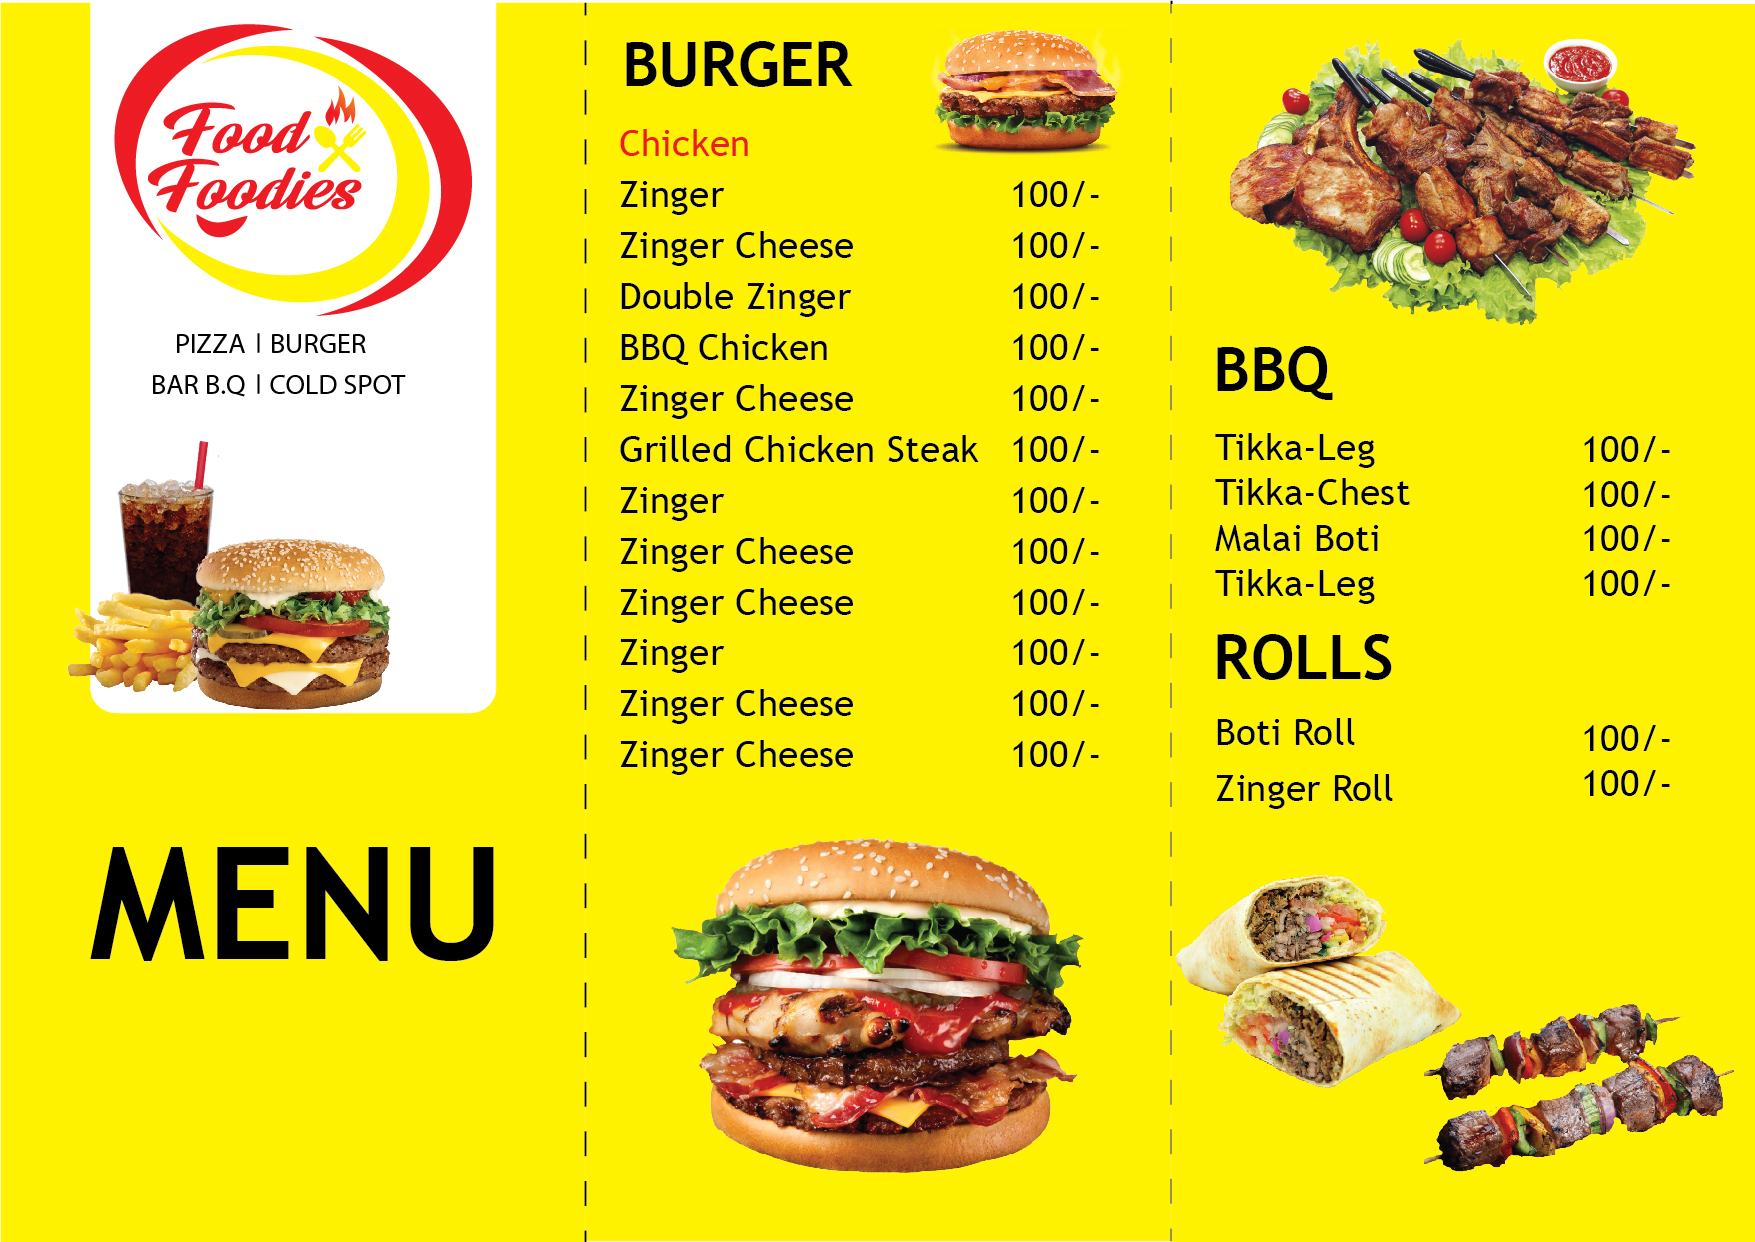 Food
Foodies
PIZZA | BURGER
BAR B.Q | COLD SPOT
MENU
BURGER
Chicken
Zinger 100/-
Zinger Cheese 100/-
Double Zinger 100/-
BBQ Chicken 100/-
Zinger Cheese 100/-
Grilled Chicken Steak 100/-
Zinger 100/-
Zinger Cheese 100/-
Zinger Cheese 100/-
Zinger 100/-
Zinger Cheese 100/-
Zinger Cheese 100/-
BBQ
Tikka-Leg 100/-
Tikka-Chest 100/-
Malai Boti 100/-
Tikka-Leg 100/-
ROLLS
Boti Roll 100/-
Zinger Roll 100/-